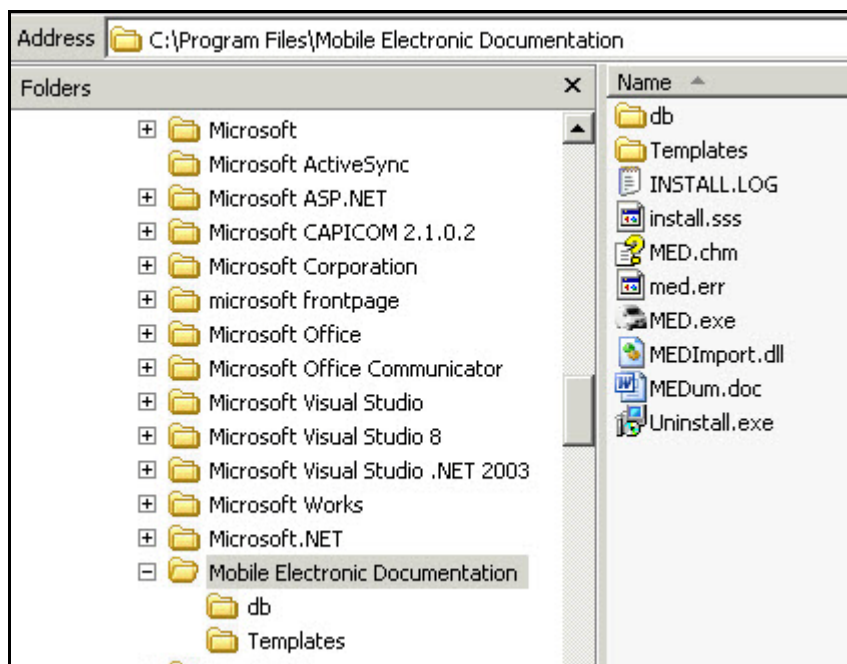 Address C:\Program Files\Mobile Electronic Documentation
Folders
Microsoft
Microsoft ActiveSync
Microsoft ASP.NET
Microsoft CAPICOM 2.1.0.2
Microsoft Corporation
microsoft frontpage
Microsoft Office
Microsoft Office Communicator
Microsoft Visual Studio
Microsoft Visual Studio 8
Microsoft Visual Studio .NET 2003
Microsoft Works
Microsoft.NET
Mobile Electronic Documentation
db
Templates
Name
db
Templates
INSTALL.LOG
install.sss
MED.chm
med.err
MED.exe
MEDImport.dll
MEDum.doc
Uninstall.exe